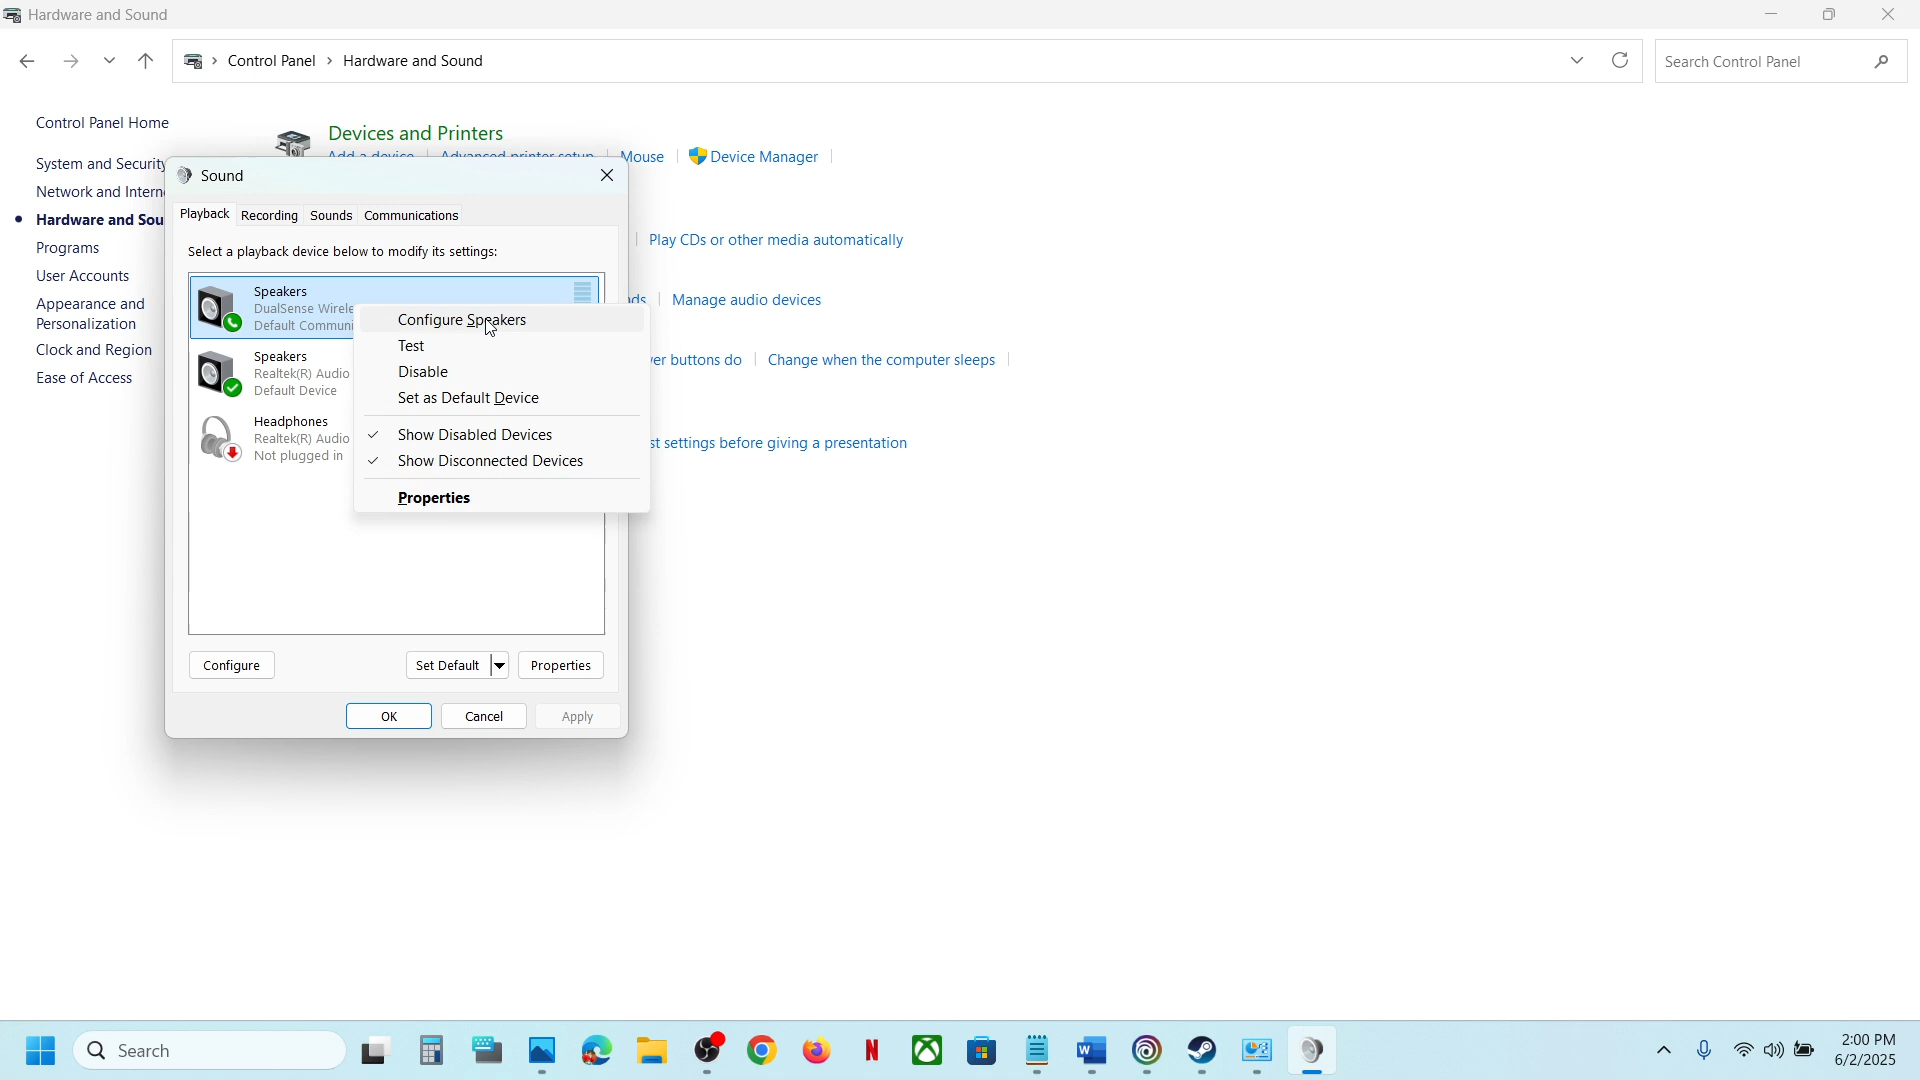 Hardware and Sound
Control Panel > Hardware and Sound
Search Control Panel
Control Panel Home
System and Security
Network and Intern
Hardware and Sou
Programs
User Accounts
Appearance and
Personalization
Clock and Region
Ease of Access
Devices and Printers
Add a device
Advanced printer setup
Mouse
Device Manager
Play CDs or other media automatically
Manage audio devices
er buttons do
Change when the computer sleeps
st settings before giving a presentation
Sound
Playback
Recording
Sounds
Communications
Select a playback device below to modify its settings:
Speakers
DualSense Wirele
Default Communi
Speakers
Realtek(R) Audio
Default Device
Headphones
Realtek(R) Audio
Not plugged in
Configure Speakers
Test
Disable
Set as Default Device
Show Disabled Devices
Show Disconnected Devices
Properties
Configure
Set Default
Properties
OK
Cancel
Apply
Search
2:00 PM
6/2/2025